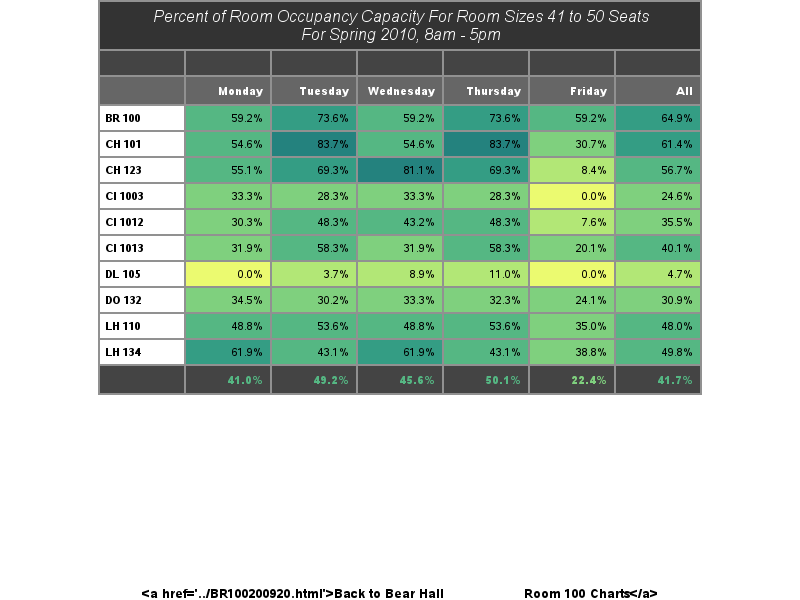 Percent of Room Occupancy Capacity For Room Sizes 41 to 50 Seats
For Spring 2010, 8am - 5pm
Monday Tuesday Wednesday Thursday Friday All
BR 100 59.2% 73.6% 59.2% 73.6% 59.2% 64.9%
CH 101 54.6% 83.7% 54.6% 83.7% 30.7% 61.4%
CH 123 55.1% 69.3% 81.1% 69.3% 8.4% 56.7%
CI 1003 33.3% 28.3% 33.3% 28.3% 0.0% 24.6%
CI 1012 30.3% 48.3% 43.2% 48.3% 7.6% 35.5%
CI 1013 31.9% 58.3% 31.9% 58.3% 20.1% 40.1%
DL 105 0.0% 3.7% 8.9% 11.0% 0.0% 4.7%
DO 132 34.5% 30.2% 33.3% 32.3% 24.1% 30.9%
LH 110 48.8% 53.6% 48.8% 53.6% 35.0% 48.0%
LH 134 61.9% 43.1% 61.9% 43.1% 38.8% 49.8%
41.0% 49.2% 45.6% 50.1% 22.4% 41.7%
<a href='../BR100200920.html'>Back to Bear Hall Room 100 Charts</a>